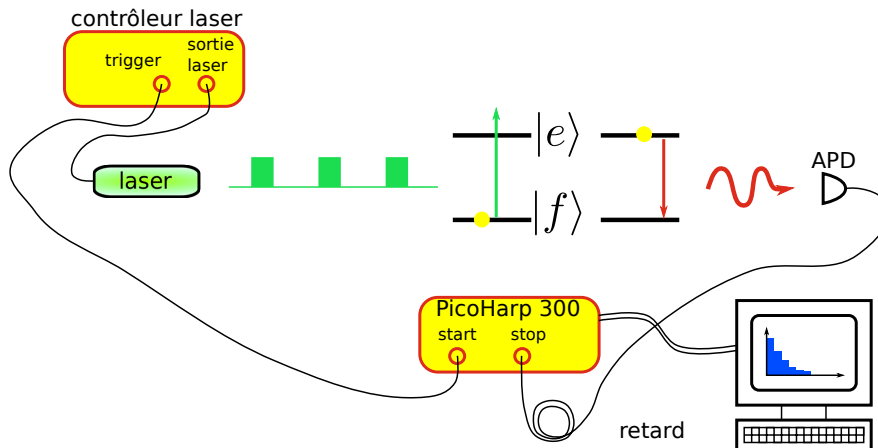 contrôleur laser
trigger
sortie
laser
laser
|e⟩
|f⟩
APD
PicoHarp 300
start
stop
retard